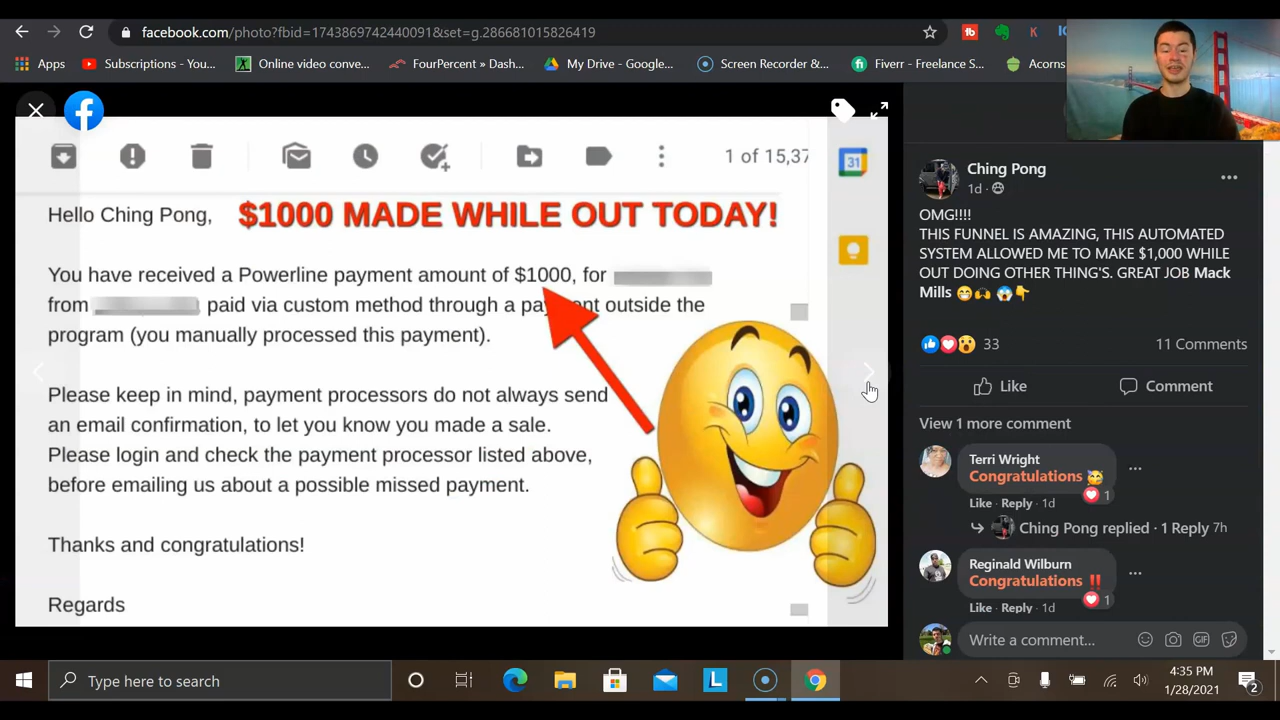 facebook.com/photo?fbid=1743869742440091&set=g.286681015826419
Apps
Subscriptions - You...
Online video conve...
FourPercent » Dash...
My Drive - Google...
Screen Recorder &...
Fiverr - Freelance S...
Acorns
1 of 15,37
31
Hello Ching Pong,
$1000 MADE WHILE OUT TODAY!
You have received a Powerline payment amount of $1000, for
from paid via custom method through a payment outside the
program (you manually processed this payment).
Please keep in mind, payment processors do not always send
an email confirmation, to let you know you made a sale.
Please login and check the payment processor listed above,
before emailing us about a possible missed payment.
Thanks and congratulations!
Regards
Ching Pong
1d
OMG!!!!
THIS FUNNEL IS AMAZING, THIS AUTOMATED
SYSTEM ALLOWED ME TO MAKE $1,000 WHILE
OUT DOING OTHER THING'S. GREAT JOB Mack
Mills 😁🙌 😱👇
33
11 Comments
Like
Comment
View 1 more comment
Terri Wright
Congratulations 🥳
1
Like · Reply · 1d
Ching Pong replied · 1 Reply 7h
Reginald Wilburn
Congratulations ‼️
1
Like · Reply · 1d
Write a comment...
GIF
Type here to search
L
4:35 PM
1/28/2021
2